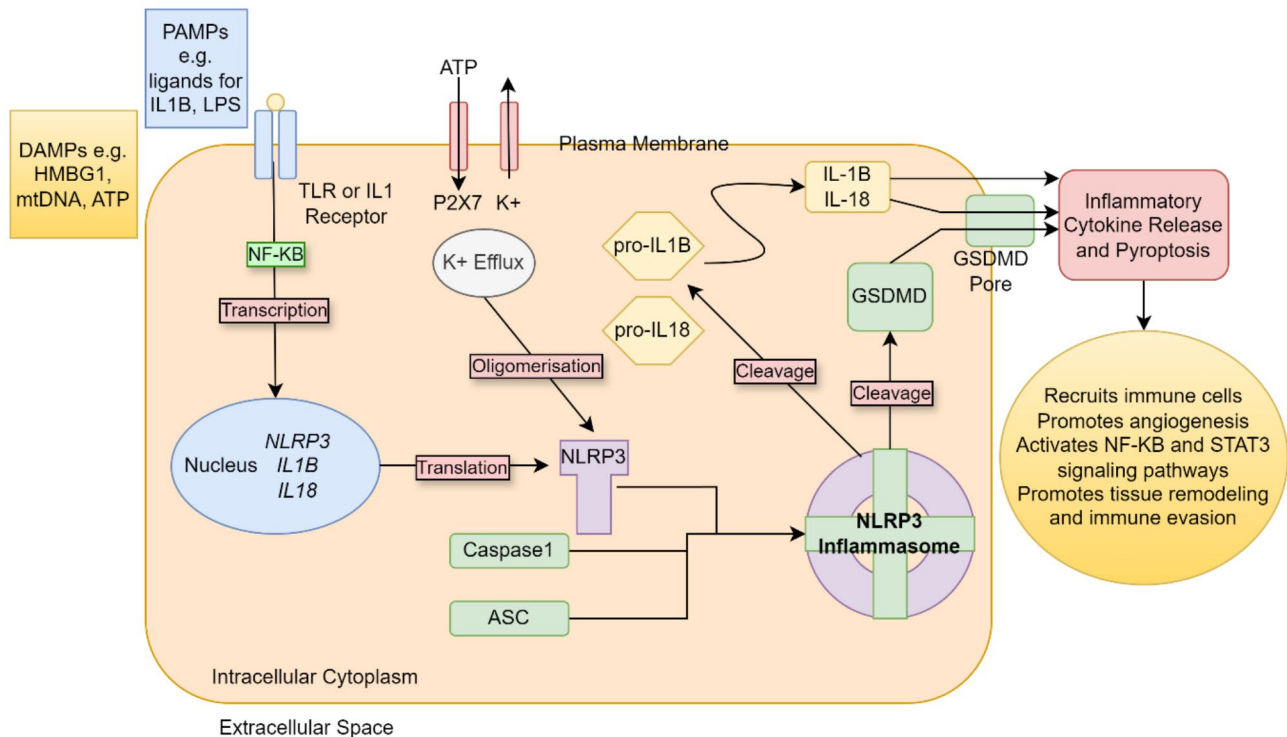 PAMPs
e.g.
ligands for
IL1B, LPS
DAMPs e.g.
HMBG1,
mtDNA, ATP
TLR or IL1
Receptor
ATP
P2X7
K+
Plasma Membrane
NF-KB
Transcription
K+ Efflux
Oligomerisation
Nucleus
NLRP3
IL1B
IL18
Translation
NLRP3
Caspase1
ASC
pro-IL1B
pro-IL18
Cleavage
Cleavage
NLRP3
Inflammasome
IL-1B
IL-18
GSDMD
GSDMD
Pore
Inflammatory
Cytokine Release
and Pyroptosis
Recruits immune cells
Promotes angiogenesis
Activates NF-KB and STAT3
signaling pathways
Promotes tissue remodeling
and immune evasion
Intracellular Cytoplasm
Extracellular Space